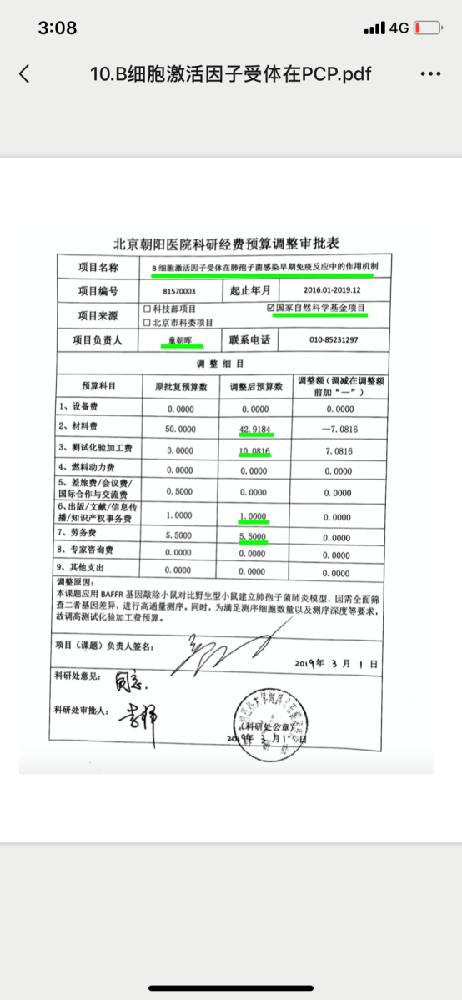 3:08 4G
10.B细胞激活因子受体在PCP.pdf
北京朝阳医院科研经费预算调整审批表
项目名称 B 细胞激活因子受体在肺孢子菌感染早期免疫反应中的作用机制
项目编号 81570003 起止年月 2016.01-2019.12
项目来源 □科技部项目 ☑国家自然科学基金项目
□北京市科委项目
项目负责人 童朝晖 联系电话 010-85231297
调 整 细 目
预算科目 原批复预算数 调整后预算数 调整额(调减在调整额
前加“—”)
1、设备费 0.0000 0.0000 0.0000
2、材料费 50.0000 42.9184 —7.0816
3、测试化验加工费 3.0000 10.0816 7.0816
4、燃料动力费 0.0000 0.0000 0.0000
5、差旅费/会议费/
国际合作与交流费 0.5000 0.0000 0.0000
6、出版/文献/信息传
播/知识产权事务费 1.0000 1.0000 0.0000
7、劳务费 5.5000 5.5000 0.0000
8、专家咨询费 0.0000 0.0000 0.0000
9、其他支出 0.0000 0.0000 0.0000
调整原因:
本课题应用 BAFFR 基因敲除小鼠对比野生型小鼠建立肺孢子菌肺炎模型，因需全面筛
查二者基因差异，进行高通量测序。同时，为满足测序细胞数量以及测序深度等要求，
故调高测试化验加工费预算。
项目（课题）负责人签名：
2019年 3 月 1 日
科研处意见： 同意.
科研处审批人：
（科研处公章）
2019年 3 月 1 日